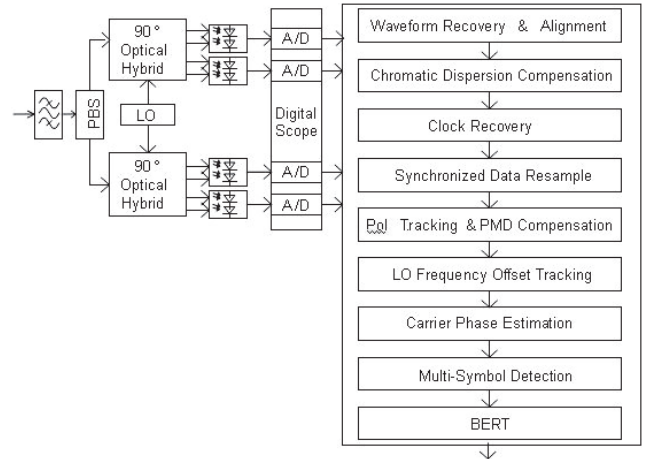 90°
Optical
Hybrid
PBS
LO
90°
Optical
Hybrid
A/D
A/D
Digital
Scope
A/D
A/D
Waveform Recovery & Alignment
Chromatic Dispersion Compensation
Clock Recovery
Synchronized Data Resample
Pol Tracking & PMD Compensation
LO Frequency Offset Tracking
Carrier Phase Estimation
Multi-Symbol Detection
BERT